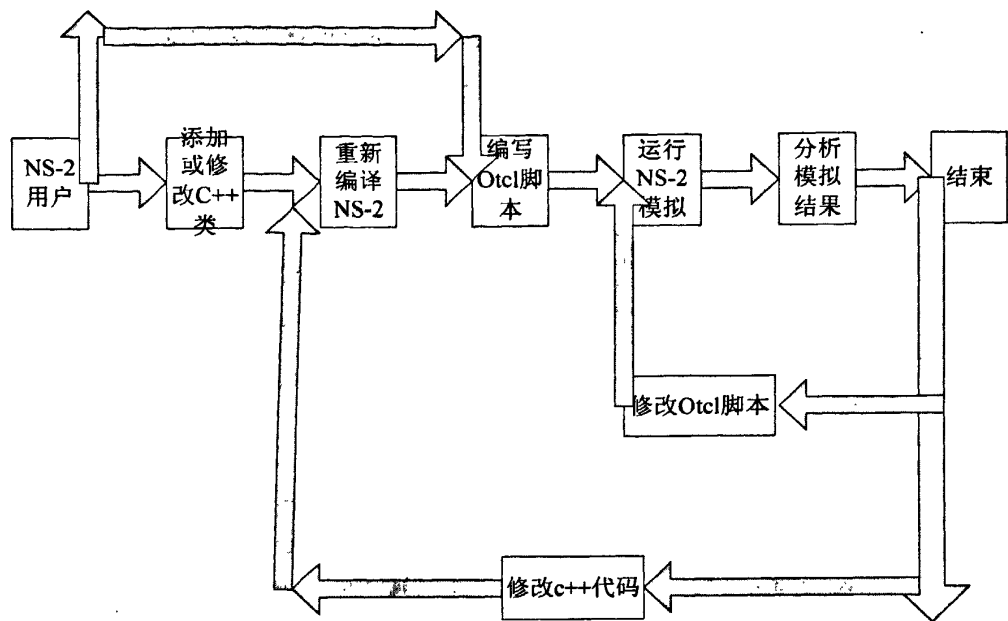 NS-2
用户
添加
或修
改C++
类
重新
编译
NS-2
编写
Otcl脚
本
运行
NS-2
模拟
分析
模拟
结果
结束
修改Otcl脚本
修改c++代码